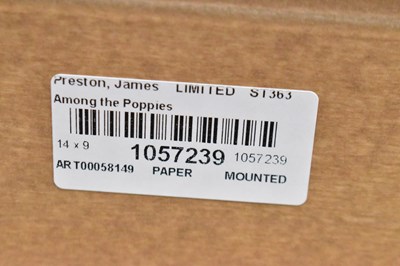 Preston, James LIMITED ST363
Among the Poppies
14 x 9 1057239 1057239
ART00058149 PAPER MOUNTED